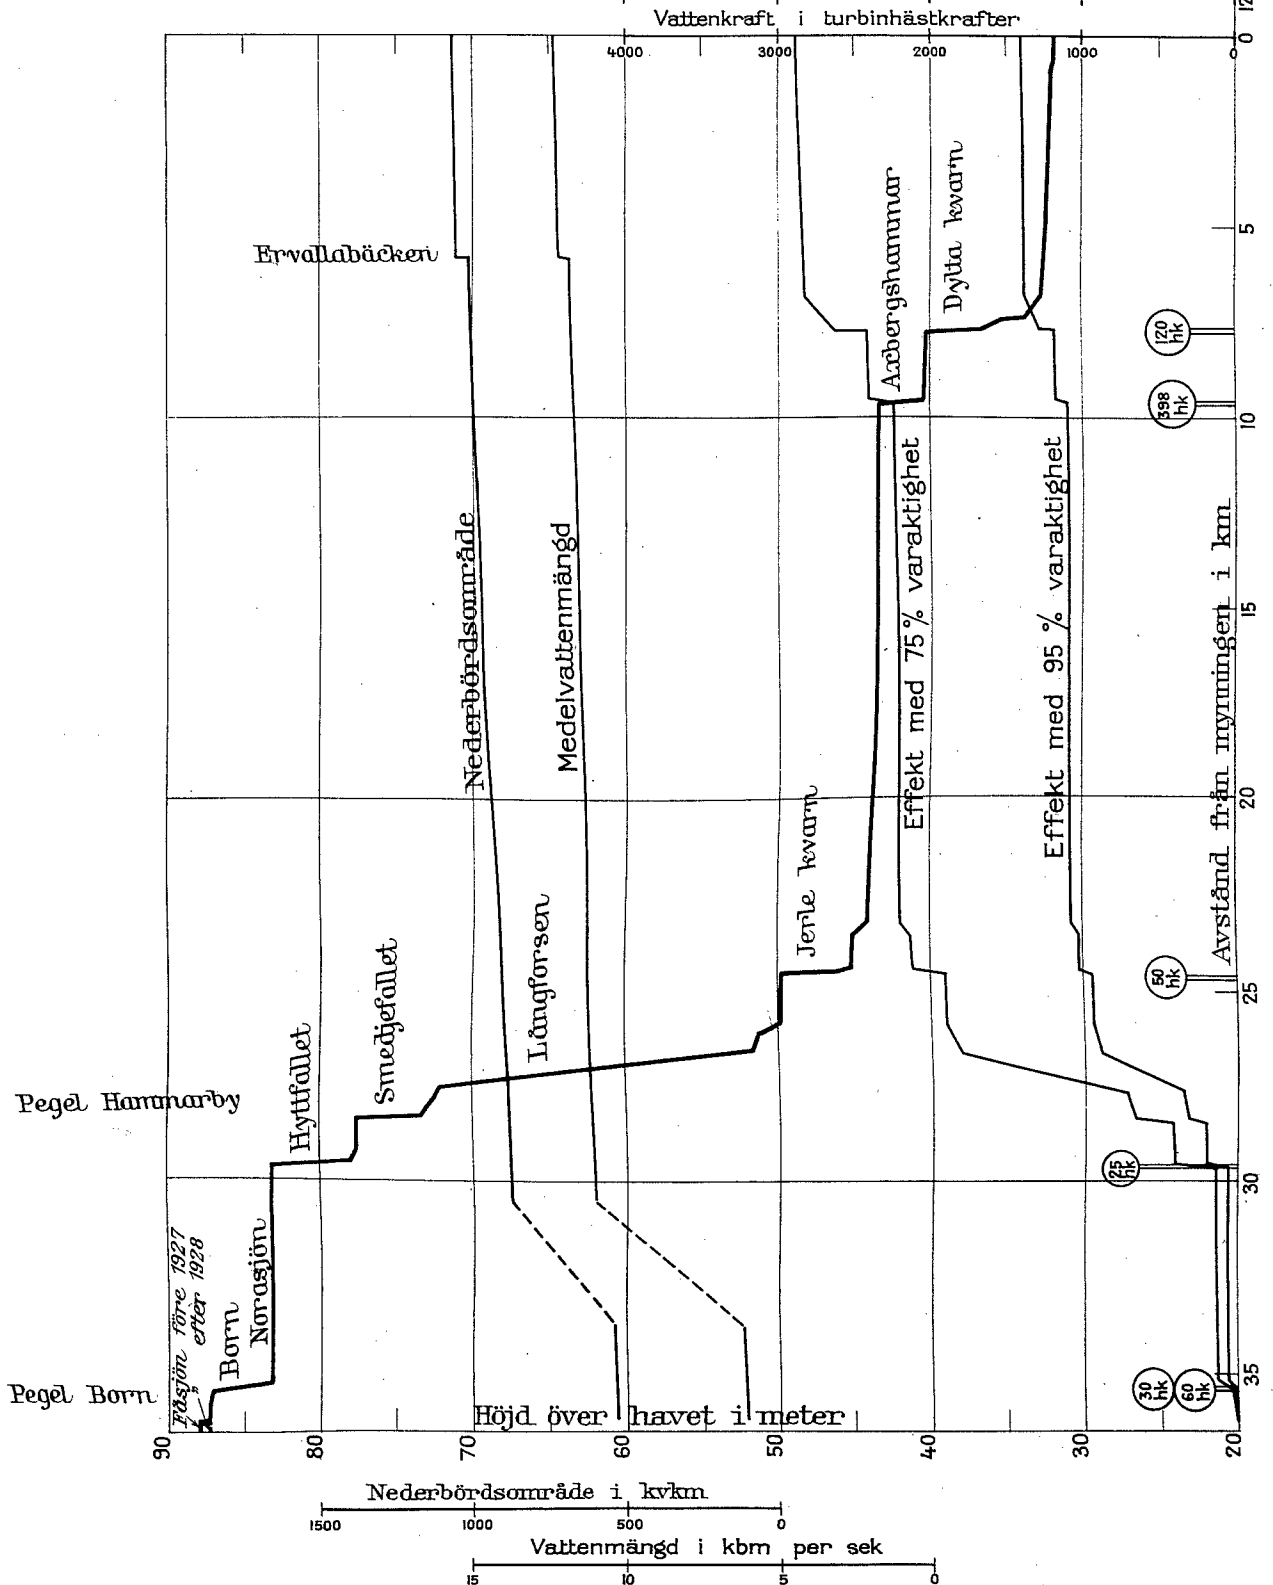 Vattenkraft i turbinhästkrafter
4000 3000 2000 1000 0
0
Ervallabäcken
Axbergshammar
Dylta kvarn
5
120 hk
398 hk
10
Nederbördsområde
Medelvattenmängd
Effekt med 75% varaktighet
Effekt med 95% varaktighet
15
Avstånd från mynningen i km
20
Jerle kvarn
Långforsen
Smedjefallet
Hyttfallet
50 hk
25
Pegel Hammarby
25 hk
30
Fåsjön före 1927
" efter 1928
Born
Norasjön
Pegel Born
30 hk
60 hk
35
Höjd över havet i meter
90 80 70 60 50 40 30 20
Nederbördsområde i kvkm
1500 1000 500 0
Vattenmängd i kbm per sek
15 10 5 0